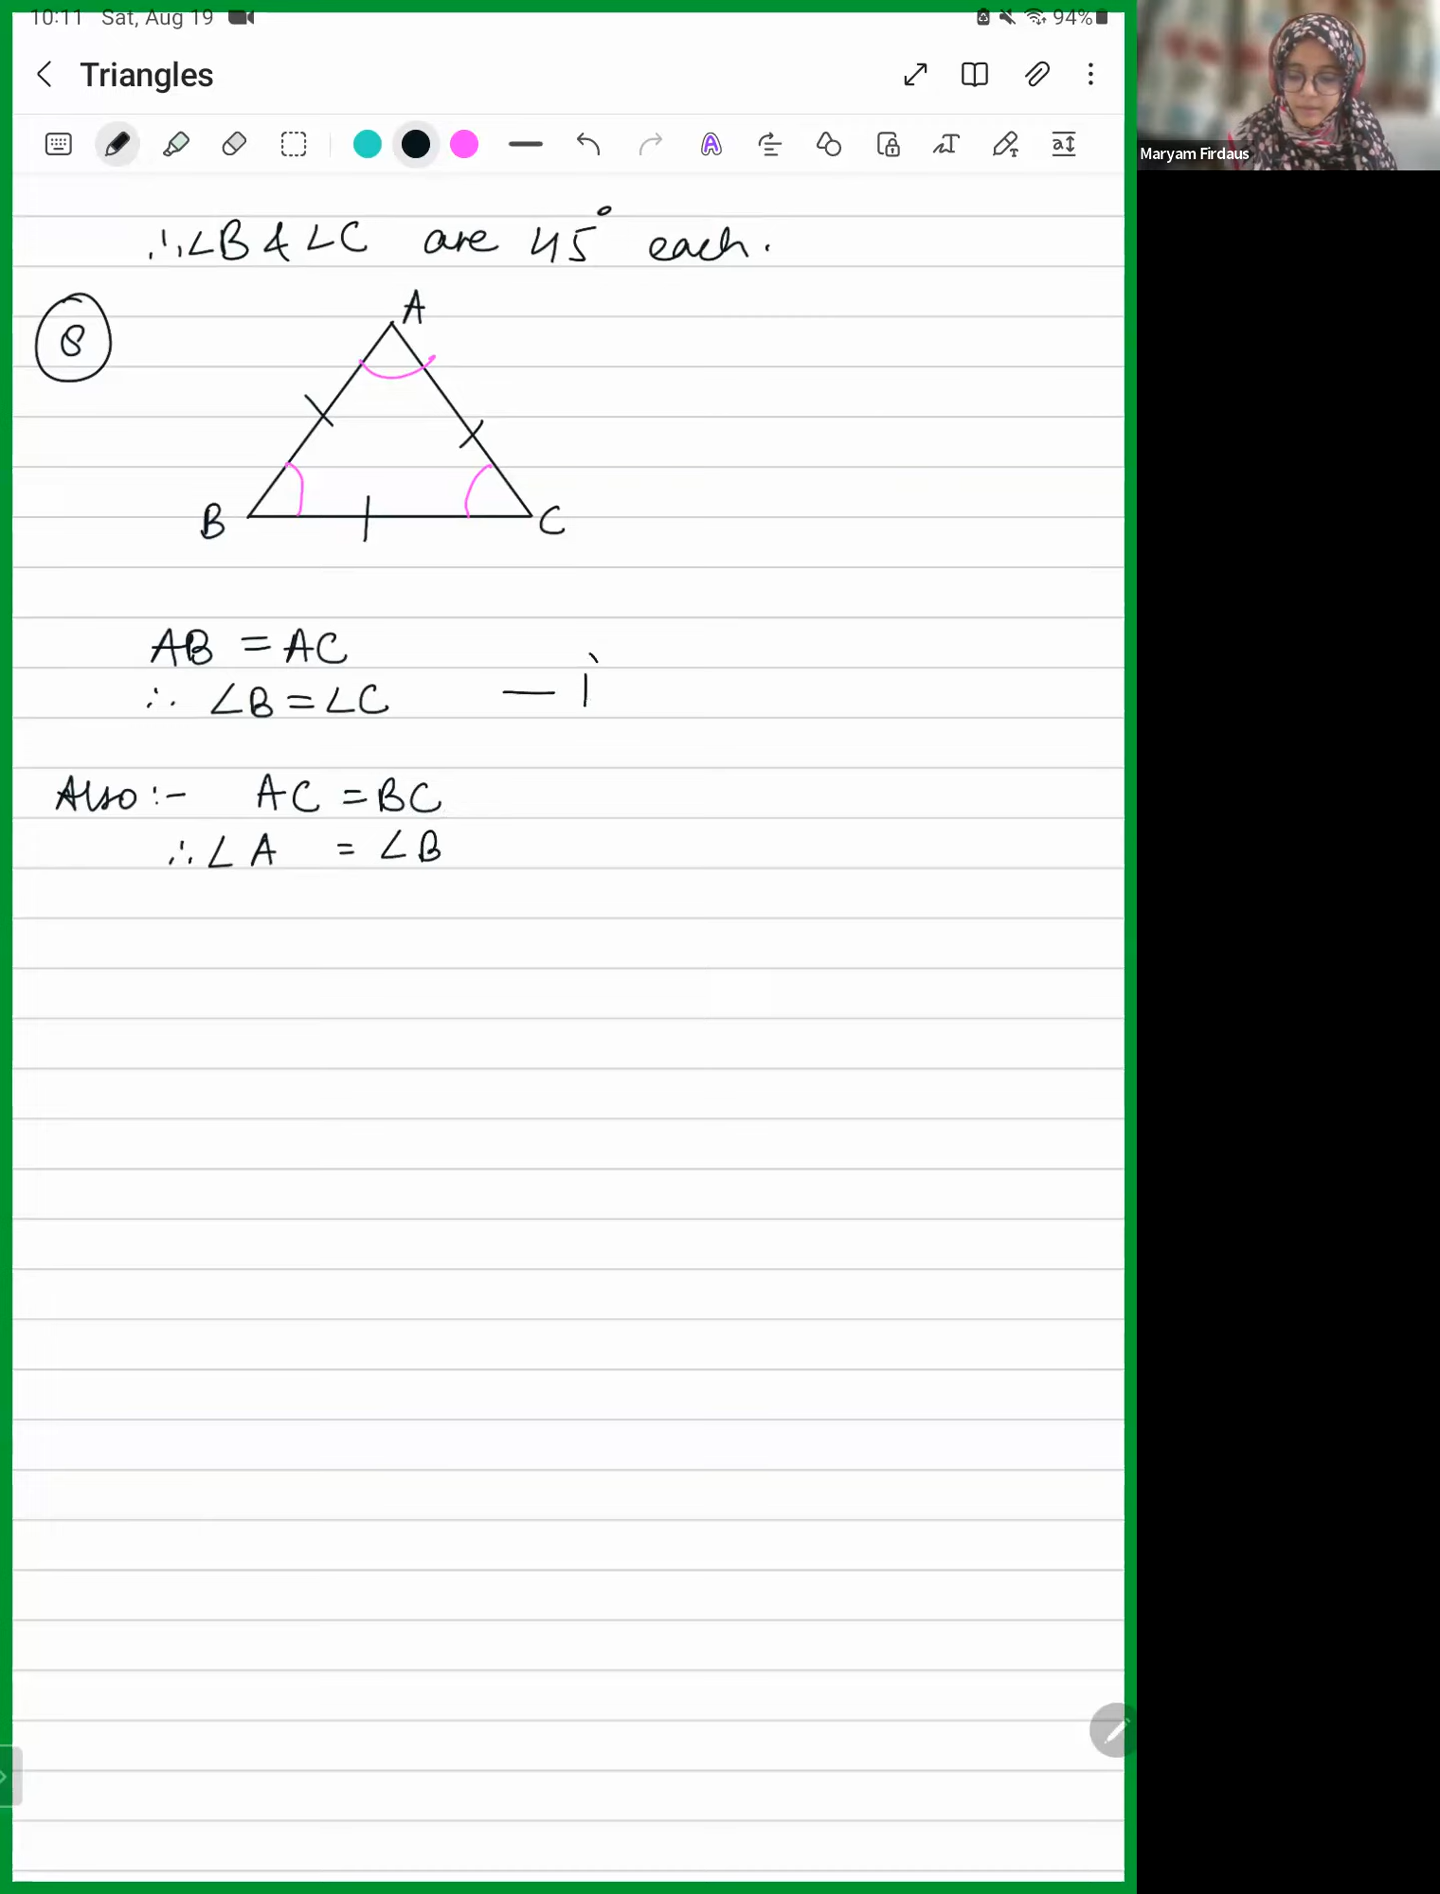 10:11 Sat, Aug 19
94%
Triangles
Maryam Firdaus
∴ ∠B & ∠C are 45° each.
8
A
B
C
AB = AC
∴ ∠B = ∠C — i
Also :- AC = BC
∴ ∠A = ∠B